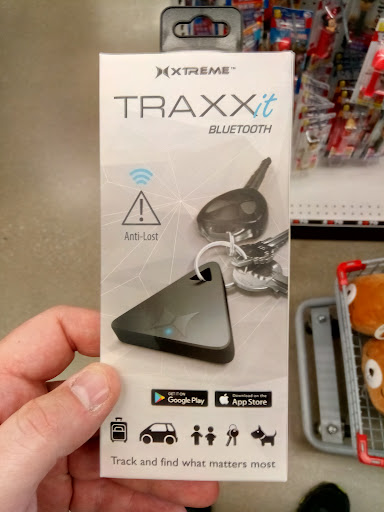 XTREME™
TRAXXit
BLUETOOTH
Anti-Lost
GET IT ON
Google Play
Download on the
App Store
Track and find what matters most